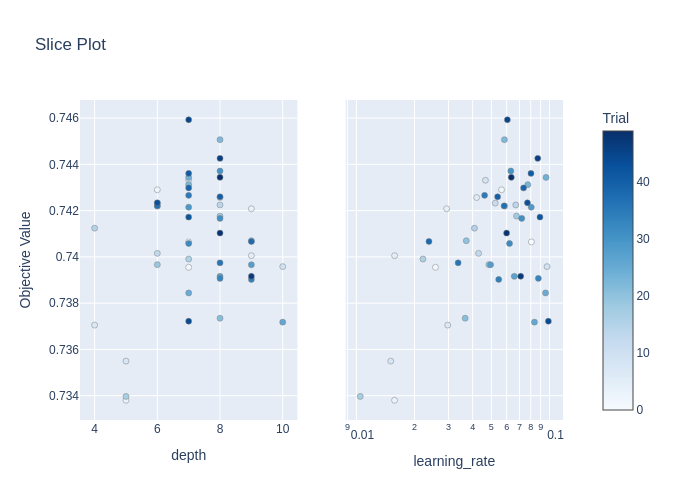 Slice Plot
Trial
Objective Value
0.746
0.744
0.742
0.74
0.738
0.736
0.734
4 6 8 10
depth
9 0.01 2 3 4 5 6 7 8 9 0.1
learning_rate
40
30
20
10
0